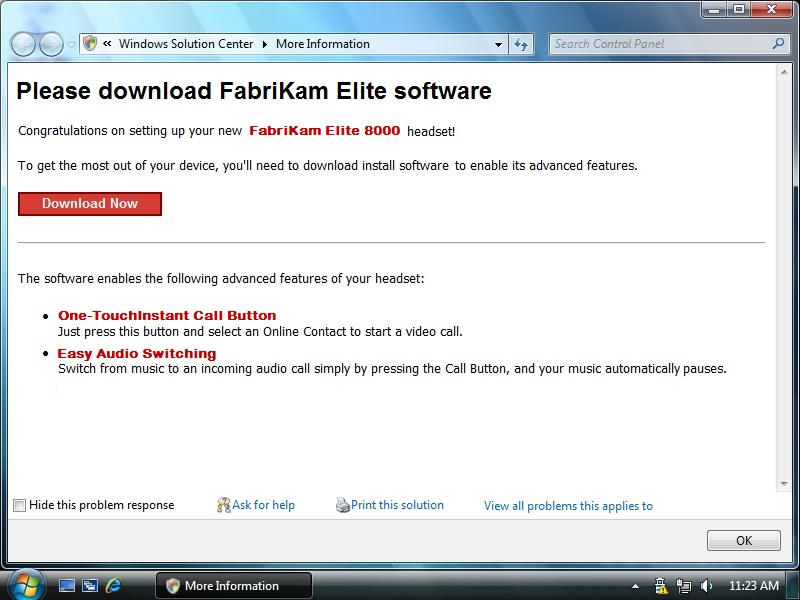 « Windows Solution Center ▸ More Information
Search Control Panel
Please download FabriKam Elite software
Congratulations on setting up your new FabriKam Elite 8000 headset!
To get the most out of your device, you'll need to download install software to enable its advanced features.
Download Now
The software enables the following advanced features of your headset:
• One-TouchInstant Call Button
Just press this button and select an Online Contact to start a video call.
• Easy Audio Switching
Switch from music to an incoming audio call simply by pressing the Call Button, and your music automatically pauses.
Hide this problem response Ask for help Print this solution View all problems this applies to
OK
More Information 11:23 AM